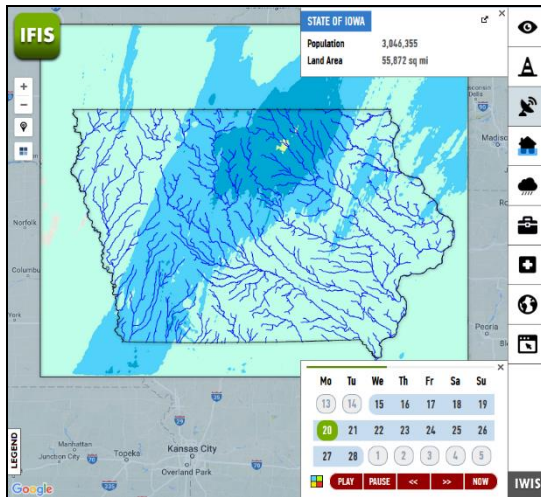 IFIS
STATE OF IOWA
Population 3,046,355
Land Area 55,872 sq mi
+
−
Madiso
Norfolk
Columbu
York
Peoria
Manhattan
Junction City
Topeka
Kansas City
Overland Park
LEGEND
Google
Mo Tu We Th Fr Sa Su
13 14 15 16 17 18 19
20 21 22 23 24 25 26
27 28 1 2 3 4 5
PLAY PAUSE << >> NOW
IWIS